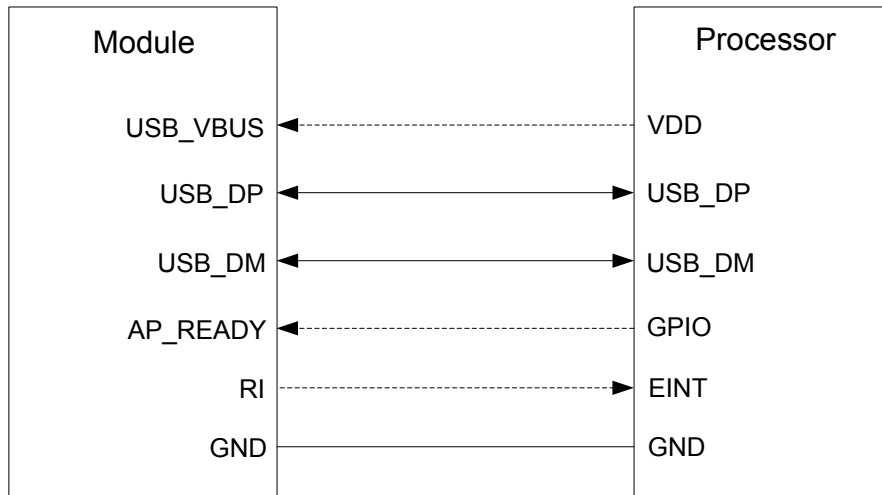 Module
Processor
USB_VBUS
VDD
USB_DP
USB_DP
USB_DM
USB_DM
AP_READY
GPIO
RI
EINT
GND
GND